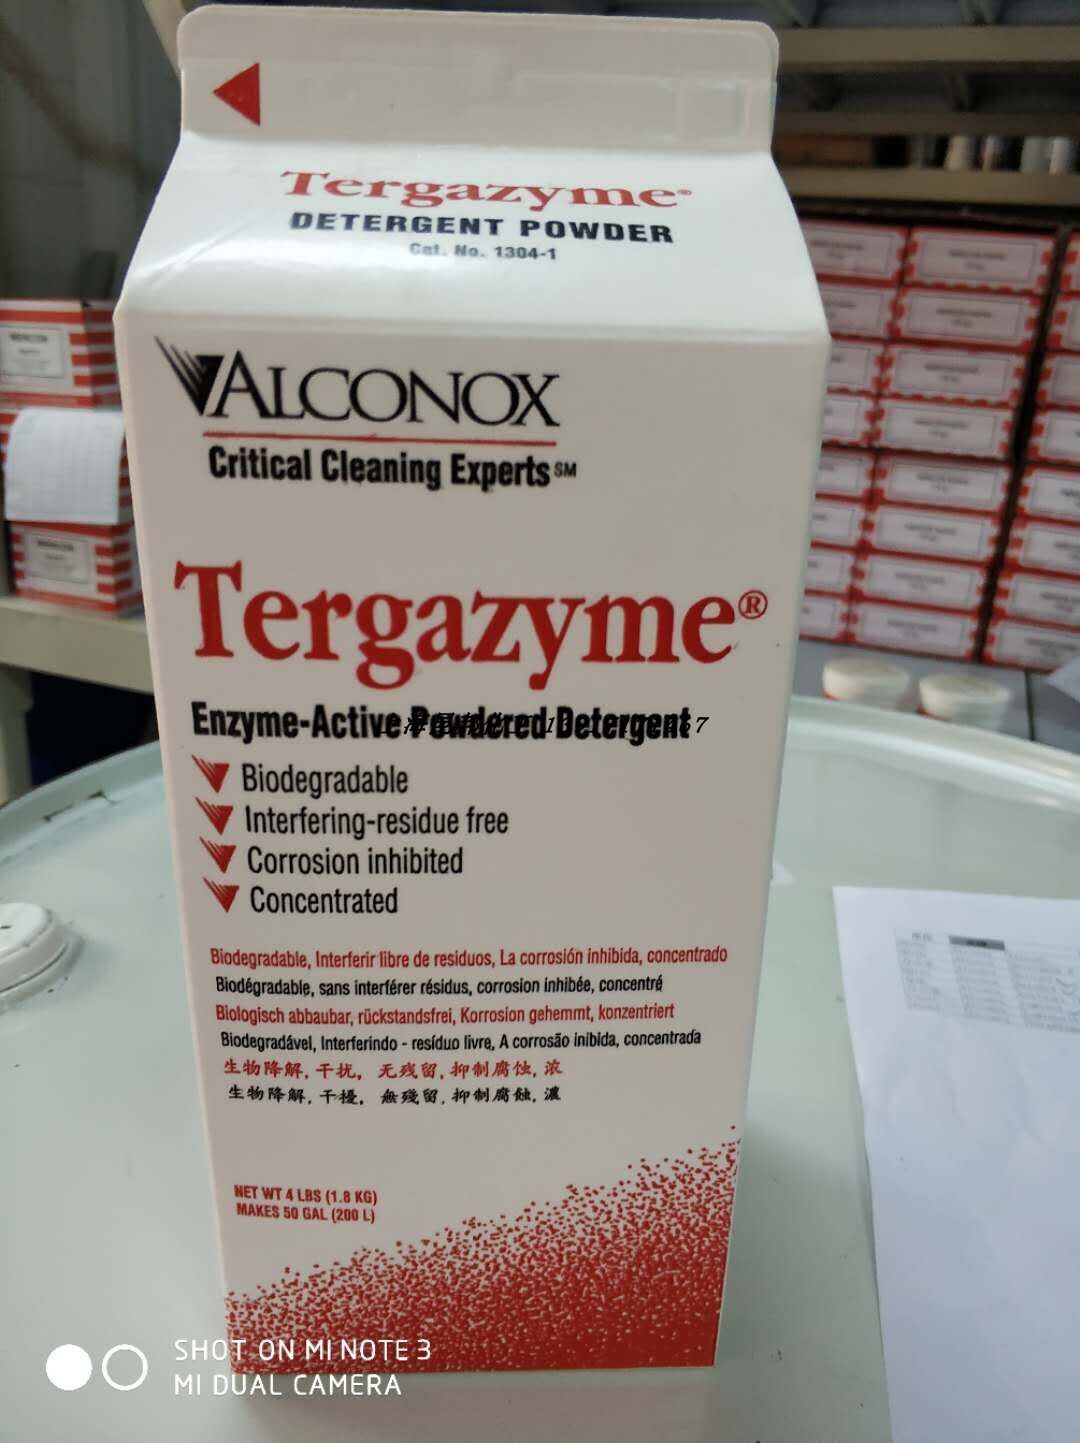 Tergazyme®
DETERGENT POWDER
Cat. No. 1304-1
ALCONOX
Critical Cleaning Experts℠
Tergazyme®
Enzyme-Active Powdered Detergent
Biodegradable
Interfering-residue free
Corrosion inhibited
Concentrated
Biodegradable, Interferir libre de residuos, La corrosión inhibida, concentrado
Biodégradable, sans interférer résidus, corrosion inhibée, concentré
Biologisch abbaubar, rückstandsfrei, Korrosion gehemmt, konzentriert
Biodegradável, Interferindo - resíduo livre, A corrosão inibida, concentrada
生物降解, 干扰, 无残留, 抑制腐蚀, 浓
生物降解, 干擾, 無殘留, 抑制腐蝕, 濃
NET WT 4 LBS (1.8 KG)
MAKES 50 GAL (200 L)
SHOT ON MI NOTE 3
MI DUAL CAMERA